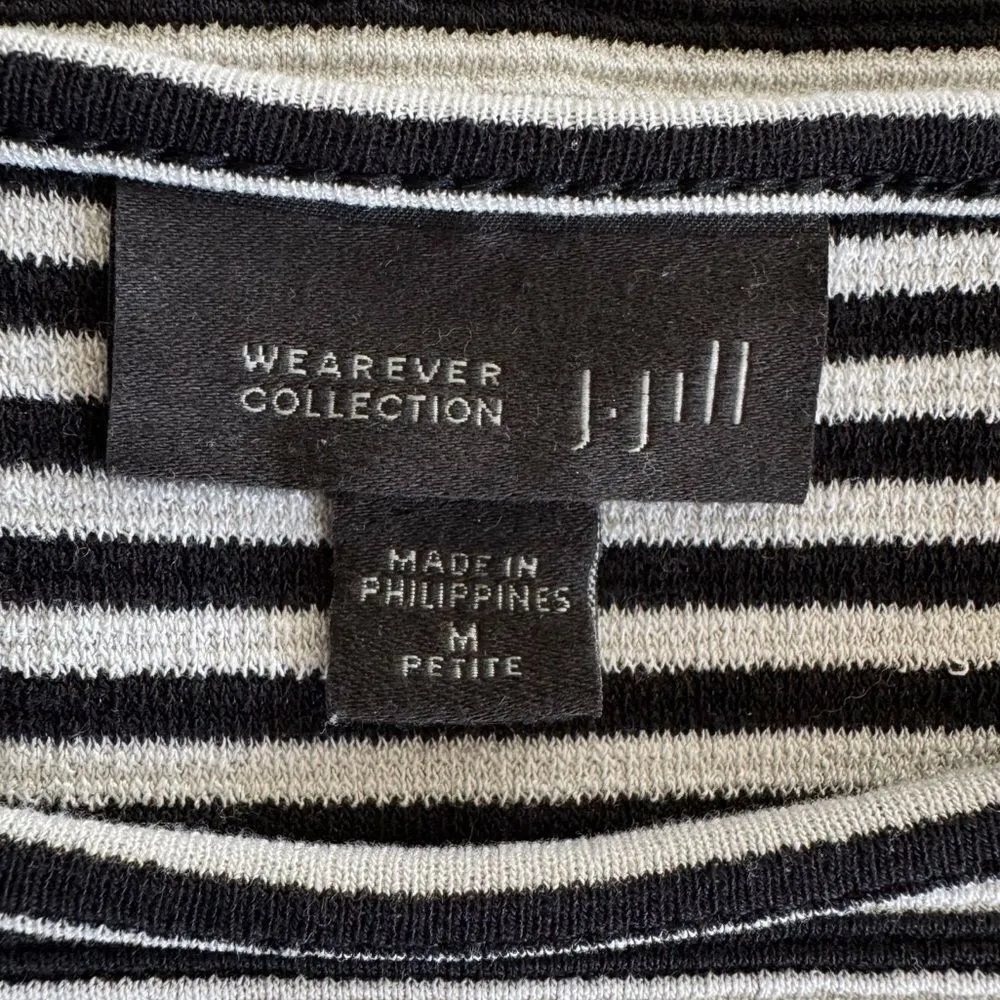 WEAREVER
COLLECTION
J.Jill
MADE IN
PHILIPPINES
M
PETITE